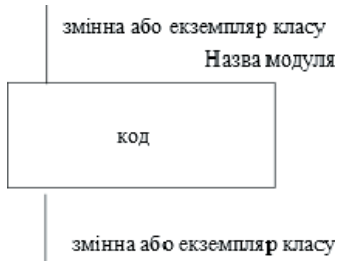 змінна або екземпляр класу
Назва модуля
код
змінна або екземпляр класу